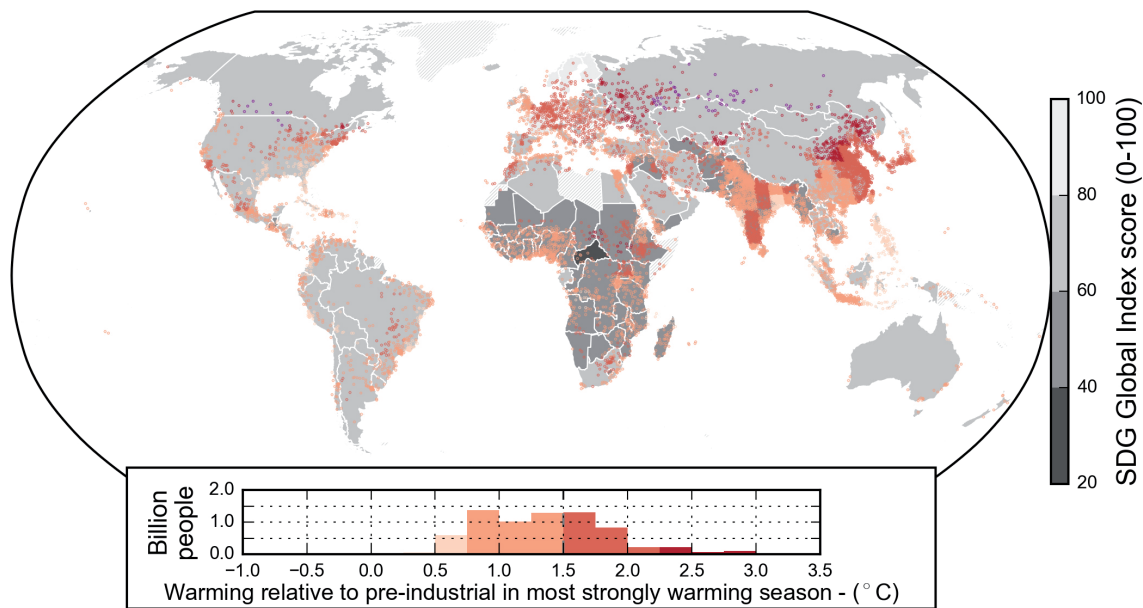 100
80
60
40
20
SDG Global Index score (0-100)
2.0
1.0
0.0
Billion
people
−1.0 −0.5 0.0 0.5 1.0 1.5 2.0 2.5 3.0 3.5
Warming relative to pre-industrial in most strongly warming season - (°C)